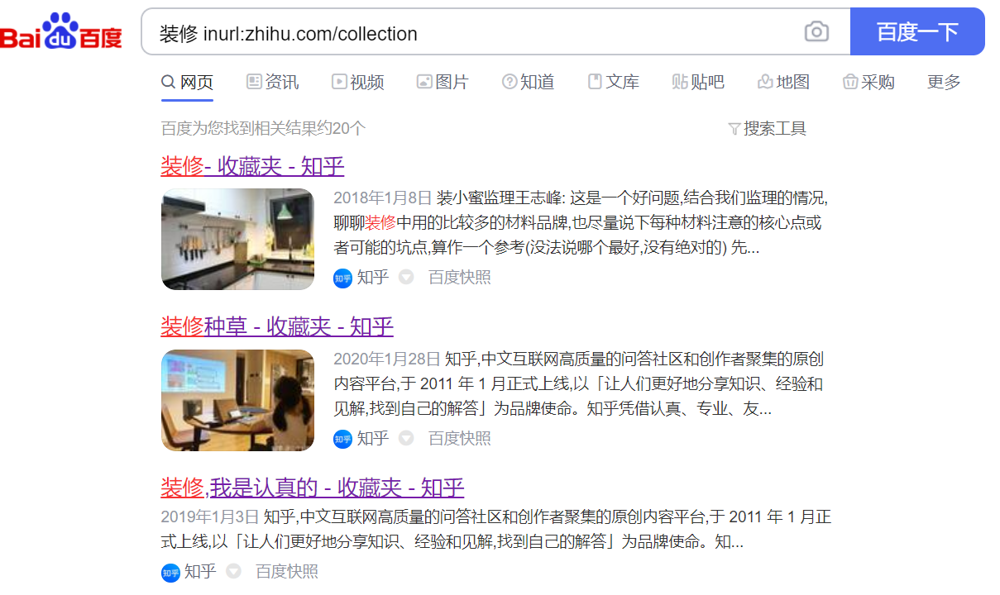 Bai du 百度 装修 inurl:zhihu.com/collection 百度一下
网页 资讯 视频 图片 知道 文库 贴吧 地图 采购 更多
百度为您找到相关结果约20个 搜索工具
装修- 收藏夹 - 知乎
2018年1月8日 装小蜜监理王志峰: 这是一个好问题,结合我们监理的情况,
聊聊装修中用的比较多的材料品牌,也尽量说下每种材料注意的核心点或
者可能的坑点,算作一个参考(没法说哪个最好,没有绝对的) 先...
知乎 知乎 百度快照
装修种草 - 收藏夹 - 知乎
2020年1月28日 知乎,中文互联网高质量的问答社区和创作者聚集的原创
内容平台,于 2011 年 1 月正式上线,以「让人们更好地分享知识、经验和
见解,找到自己的解答」为品牌使命。知乎凭借认真、专业、友...
知乎 知乎 百度快照
装修,我是认真的 - 收藏夹 - 知乎
2019年1月3日 知乎,中文互联网高质量的问答社区和创作者聚集的原创内容平台,于 2011 年 1 月正
式上线,以「让人们更好地分享知识、经验和见解,找到自己的解答」为品牌使命。知...
知乎 知乎 百度快照